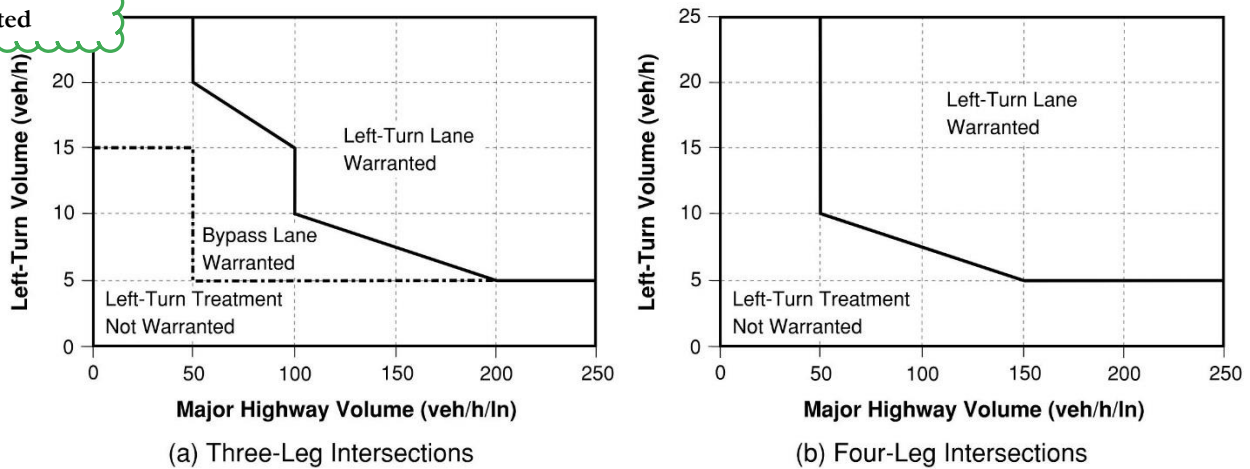 Left-Turn Volume (veh/h)
20
15
10
5
0
Left-Turn Lane
Warranted
Bypass Lane
Warranted
Left-Turn Treatment
Not Warranted
0 50 100 150 200 250
Major Highway Volume (veh/h/ln)
(a) Three-Leg Intersections
Left-Turn Volume (veh/h)
25
20
15
10
5
0
Left-Turn Lane
Warranted
Left-Turn Treatment
Not Warranted
0 50 100 150 200 250
Major Highway Volume (veh/h/ln)
(b) Four-Leg Intersections